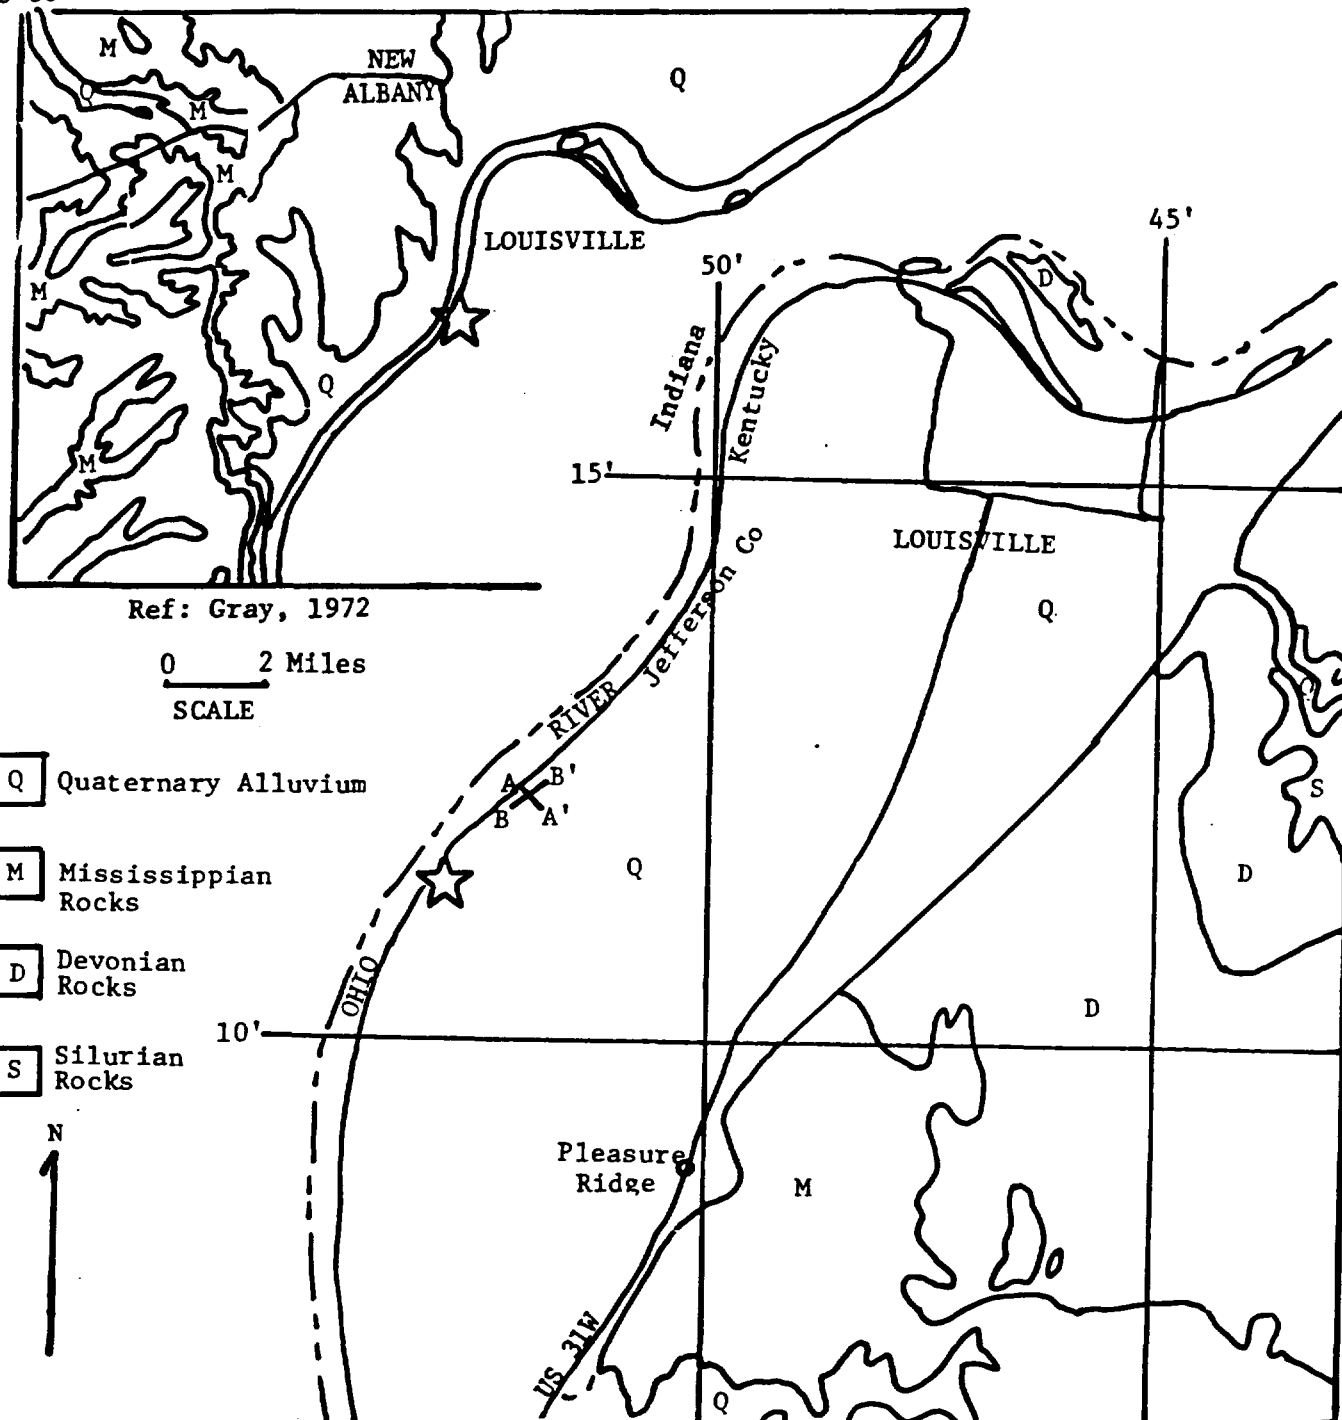 M
NEW
ALBANY
Q
Q
M
M
LOUISVILLE
M
Q
M
50'
45'
D
Indiana
Kentucky
15'
LOUISVILLE
Jefferson Co
Q
Ref: Gray, 1972
0 2 Miles
SCALE
RIVER
A B'
B A'
Q
S
D
OHIO
D
10'
Q Quaternary Alluvium
M Mississippian
Rocks
D Devonian
Rocks
S Silurian
Rocks
N
Pleasure
Ridge
M
US 31W
Q